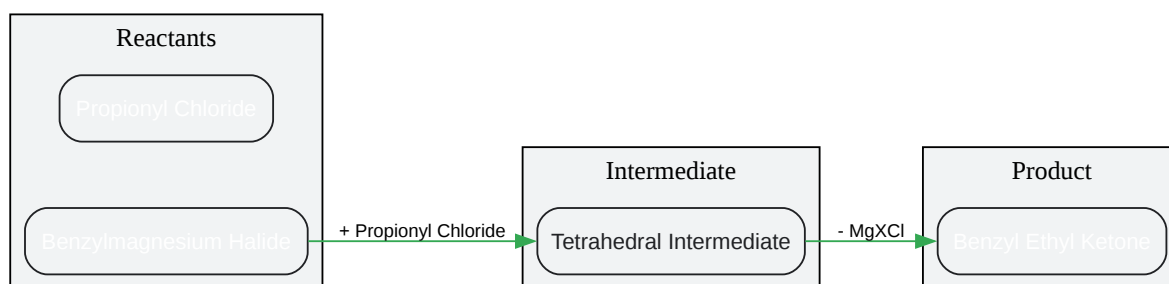 Reactants
Propionyl Chloride
Benzylmagnesium Halide
+ Propionyl Chloride
Intermediate
Tetrahedral Intermediate
- MgXCl
Product
Benzyl Ethyl Ketone